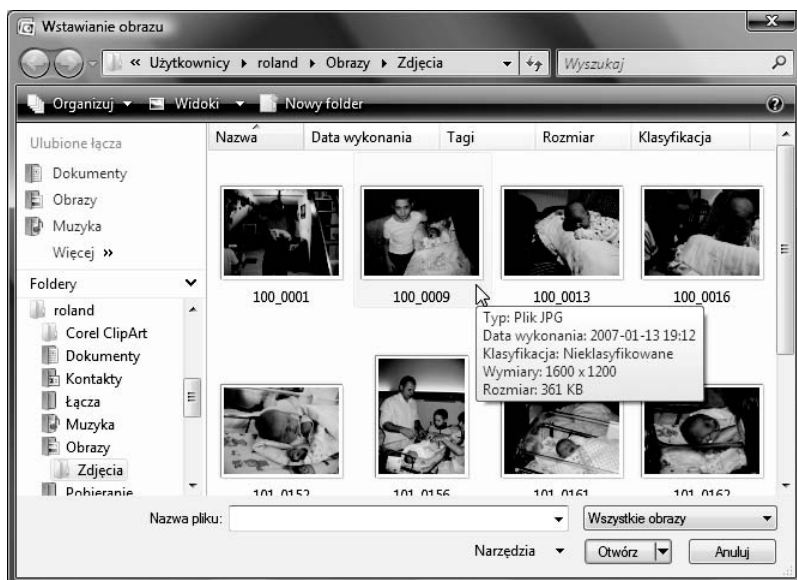 Wstawianie obrazu
« Użytkownicy ▸ roland ▸ Obrazy ▸ Zdjęcia
Wyszukaj
Organizuj Widoki Nowy folder
Ulubione łącza
Dokumenty
Obrazy
Muzyka
Więcej »
Foldery
roland
Corel ClipArt
Dokumenty
Kontakty
Łącza
Muzyka
Obrazy
Zdjęcia
Pobieranie
Nazwa Data wykonania Tagi Rozmiar Klasyfikacja
100_0001 100_0009 100_0013 100_0016
Typ: Plik JPG
Data wykonania: 2007-01-13 19:12
Klasyfikacja: Nieklasyfikowane
Wymiary: 1600 x 1200
Rozmiar: 361 KB
101_0152 101_0156 101_0161 101_0162
Nazwa pliku: Wszystkie obrazy
Narzędzia Otwórz Anuluj